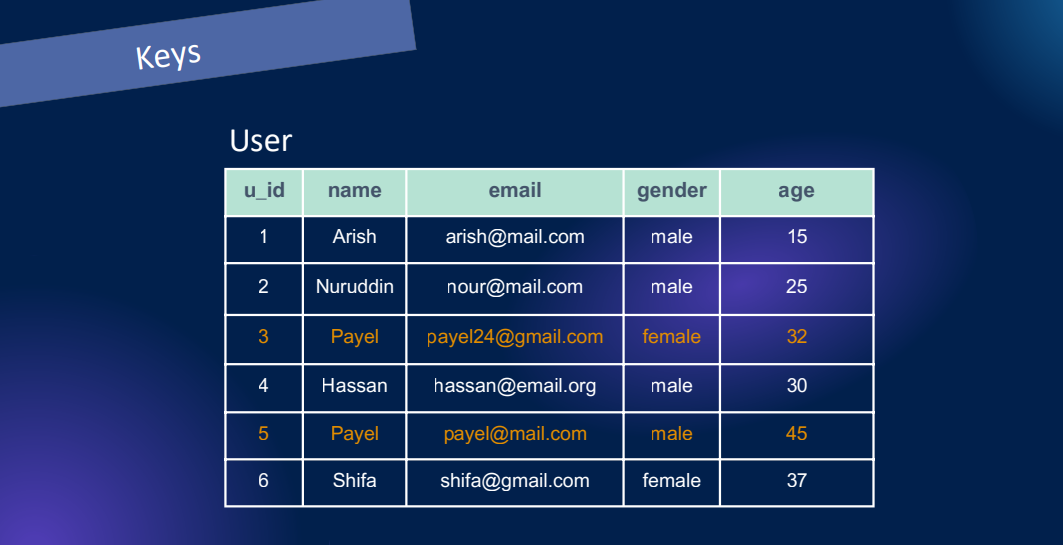 Keys
User
u_id name email gender age
1 Arish arish@mail.com male 15
2 Nuruddin nour@mail.com male 25
3 Payel payel24@gmail.com female 32
4 Hassan hassan@email.org male 30
5 Payel payel@mail.com male 45
6 Shifa shifa@gmail.com female 37